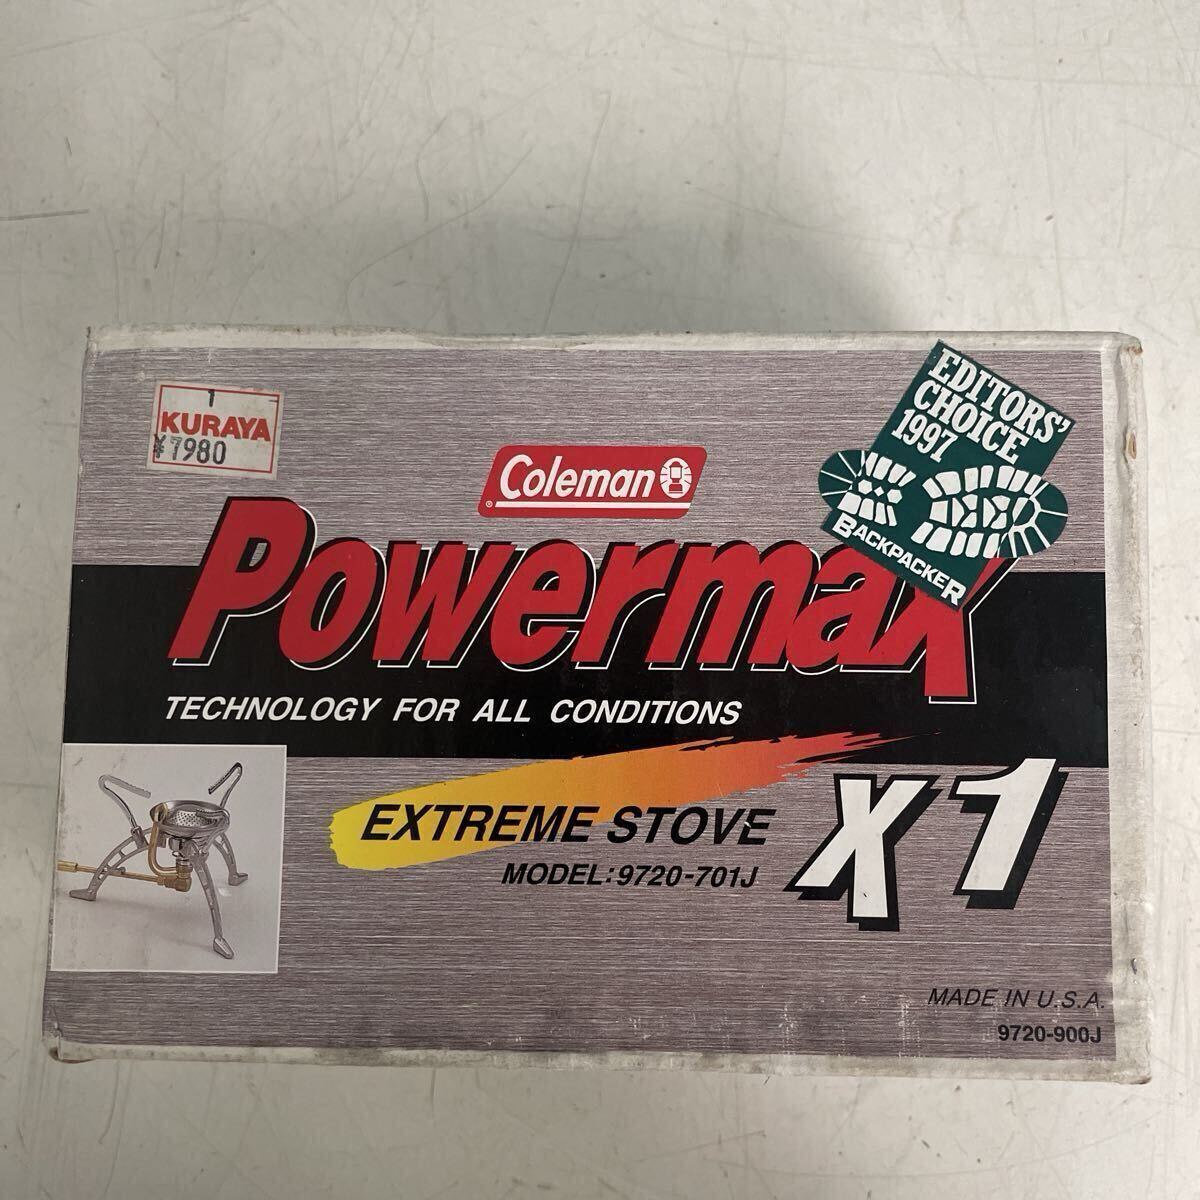 1
KURAYA
¥7980
Coleman
®
EDITORS'
CHOICE
1997
BACKPACKER
Powermax
TECHNOLOGY FOR ALL CONDITIONS
EXTREME STOVE X1
MODEL:9720-701J
MADE IN U.S.A.
9720-900J